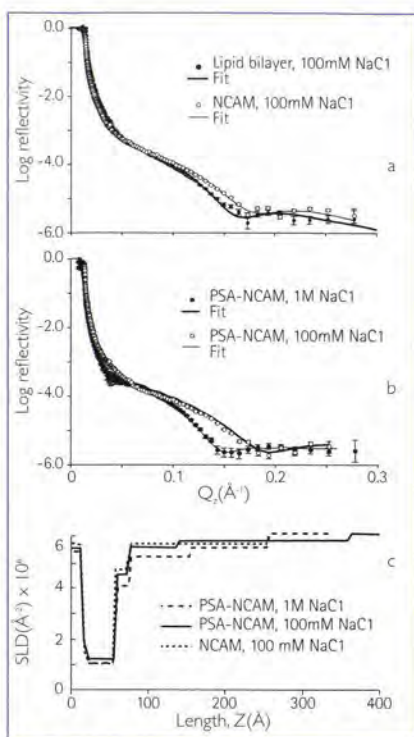 0.0
Lipid bilayer, 100mM NaC1
Fit
NCAM, 100mM NaC1
Fit
-2.0
-4.0
-6.0
Log reflectivity
a
0.0
PSA-NCAM, 1M NaC1
Fit
PSA-NCAM, 100mM NaC1
Fit
-2.0
-4.0
-6.0
Log reflectivity
b
0 0.1 0.2 0.3
Qz(Å⁻¹)
6
4
2
1
0
SLD(Å⁻²) x 10⁶
c
PSA-NCAM, 1M NaC1
PSA-NCAM, 100mM NaC1
NCAM, 100 mM NaC1
0 100 200 300 400
Length, Z(Å)